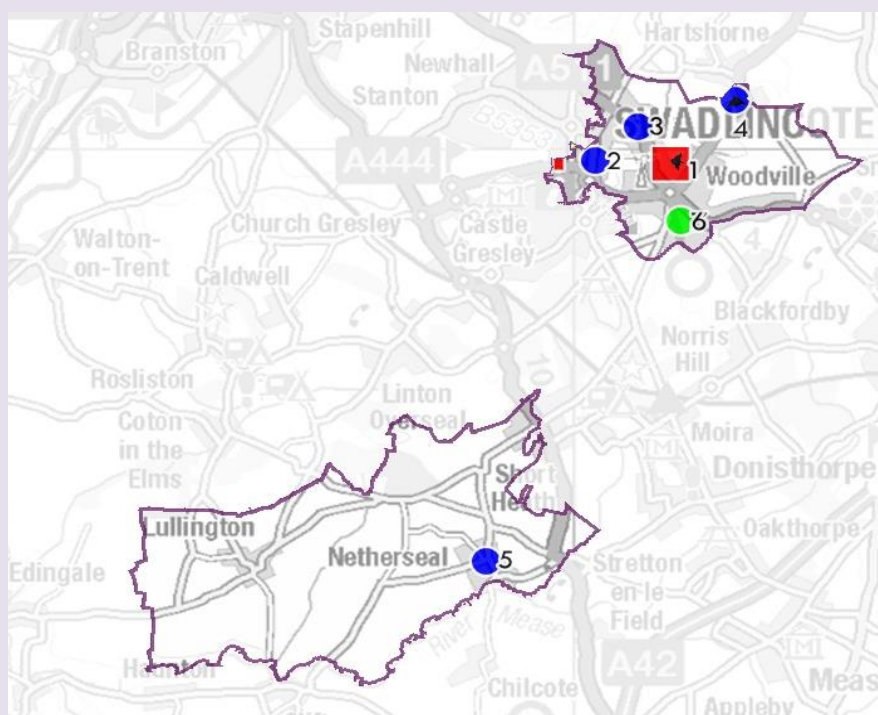 Stapenhill
Hartshorne
Branston
Newhall
A511
Stanton
SWADLINCOTE
3
4
A444
2
1
Woodville
Church Gresley
Castle
Gresley
6
Walton-
on-Trent
Caldwell
Blackfordby
Norris
Hill
Rosliston
Linton
Overseal
Coton
in the
Elms
Moira
Short
Heath
Donisthorpe
Lullington
Oakthorpe
Netherseal
5
Edingale
Stretton
en le
Field
River Mease
A42
Meas
Chilcote
Appleby